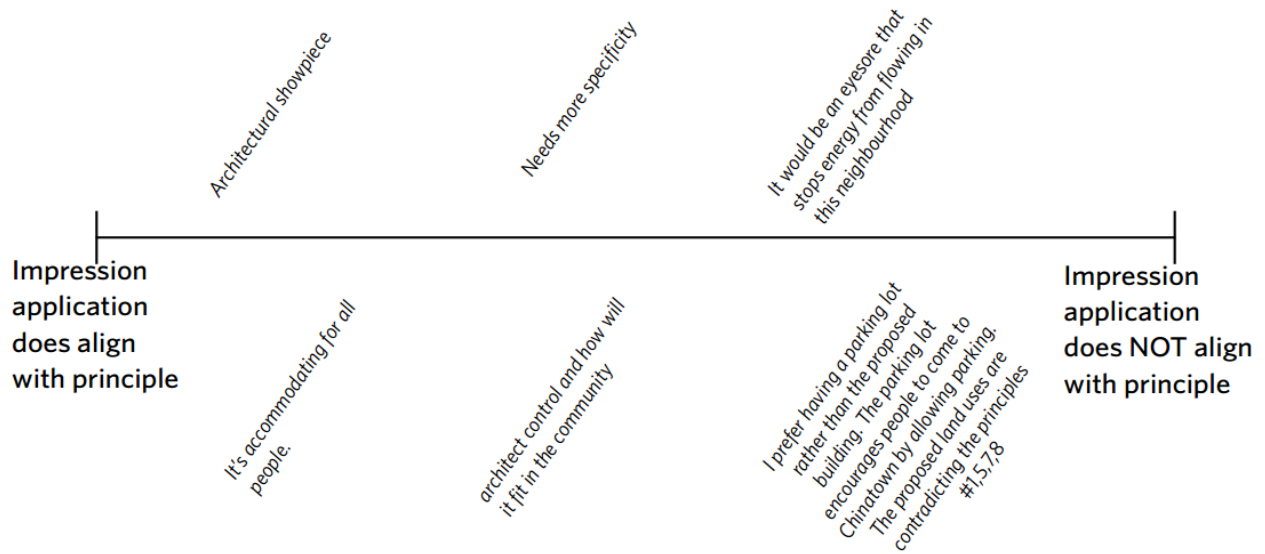 Architectural showpiece
Needs more specificity
It would be an eyesore that
stops energy from flowing in
this neighbourhood
Impression
application
does align
with principle
Impression
application
does NOT align
with principle
It's accommodating for all
people.
architect control and how will
it fit in the community
I prefer having a parking lot
rather than the proposed
building. The parking lot
encourages people to come to
Chinatown by allowing parking.
The proposed land uses are
contradicting the principles
#1,5,7,8